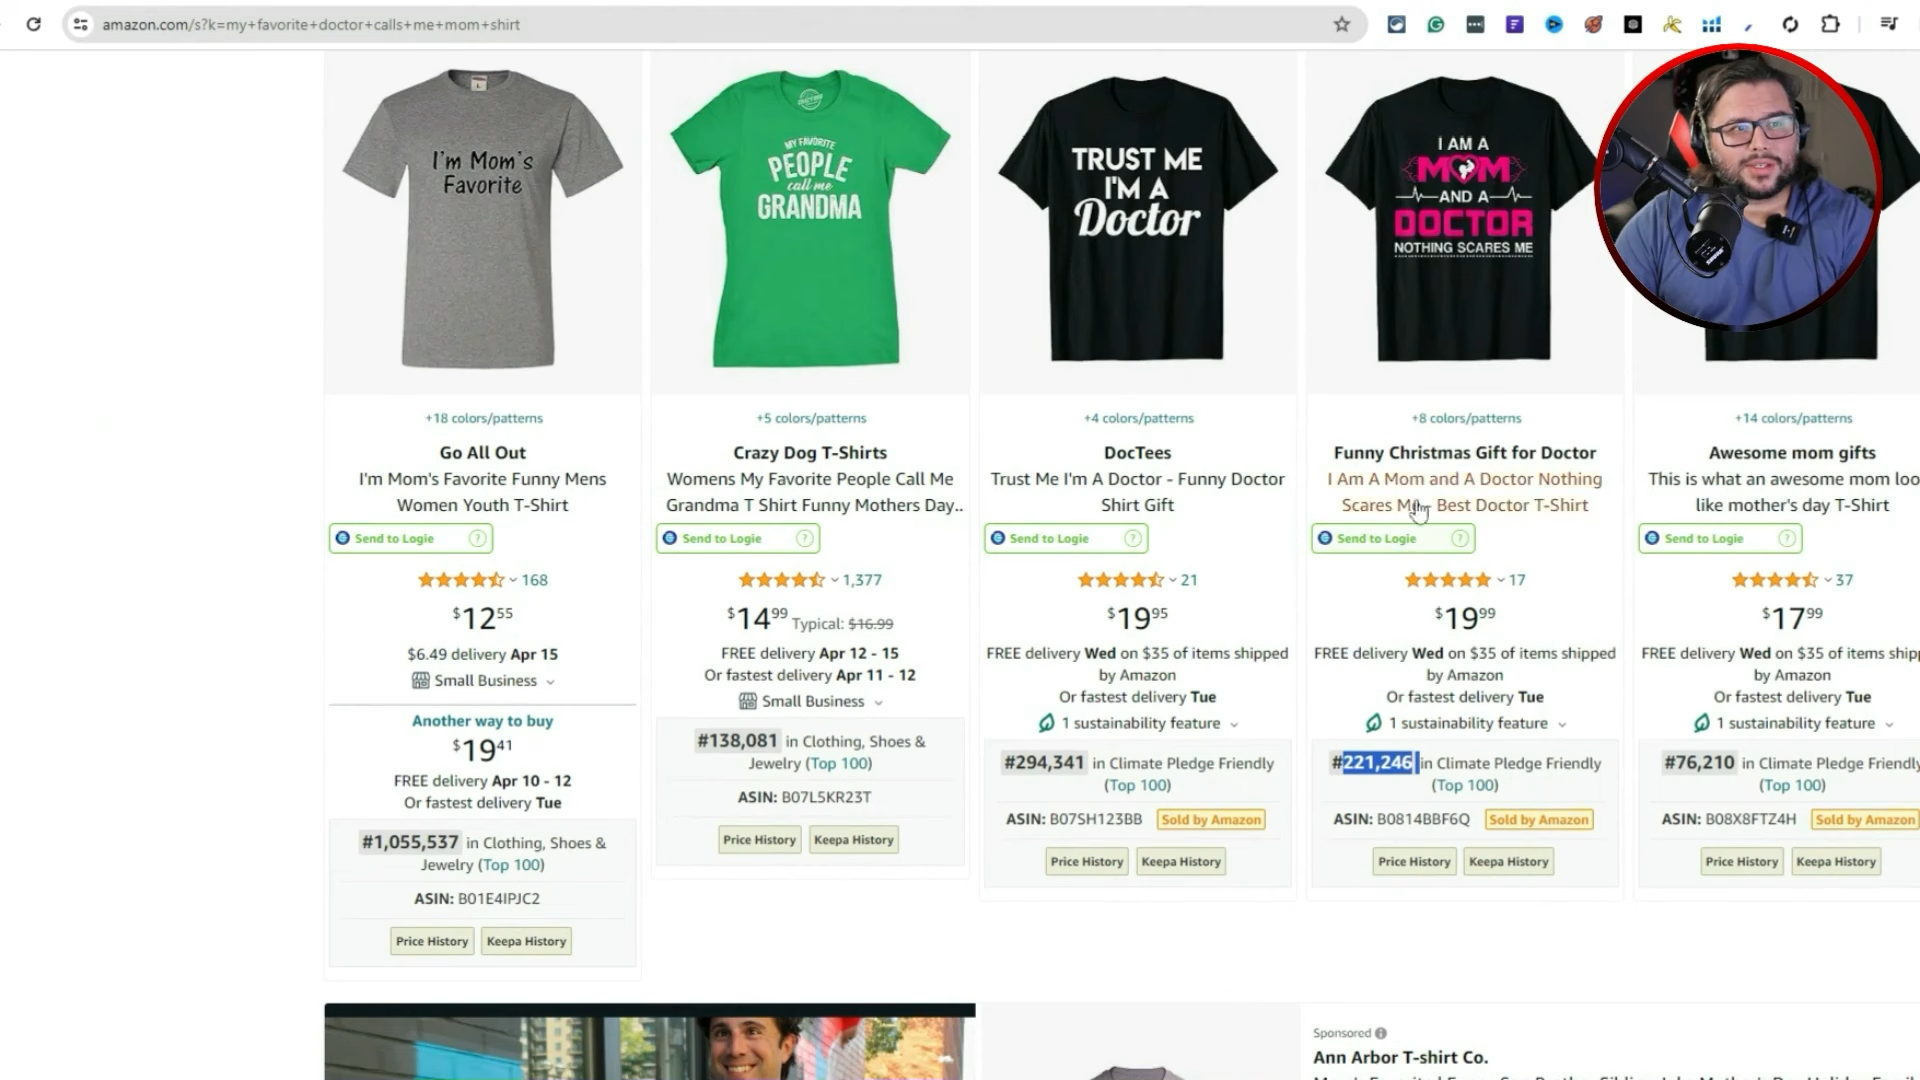 amazon.com/s?k=my+favorite+doctor+calls+me+mom+shirt
I'm Mom's
Favorite
MY FAVORITE
PEOPLE
call me
GRANDMA
TRUST ME
I'M A
Doctor
I AM A
MOM
AND A
DOCTOR
NOTHING SCARES ME
+18 colors/patterns
Go All Out
I'm Mom's Favorite Funny Mens
Women Youth T-Shirt
Send to Logie ?
168
$12.55
$6.49 delivery Apr 15
Small Business
Another way to buy
$19.41
FREE delivery Apr 10 - 12
Or fastest delivery Tue
#1,055,537 in Clothing, Shoes &
Jewelry (Top 100)
ASIN: B01E4IPJC2
Price History Keepa History
+5 colors/patterns
Crazy Dog T-Shirts
Womens My Favorite People Call Me
Grandma T Shirt Funny Mothers Day..
Send to Logie ?
1,377
$14.99 Typical: $16.99
FREE delivery Apr 12 - 15
Or fastest delivery Apr 11 - 12
Small Business
#138,081 in Clothing, Shoes &
Jewelry (Top 100)
ASIN: B07L5KR23T
Price History Keepa History
+4 colors/patterns
DocTees
Trust Me I'm A Doctor - Funny Doctor
Shirt Gift
Send to Logie ?
21
$19.95
FREE delivery Wed on $35 of items shipped
by Amazon
Or fastest delivery Tue
1 sustainability feature
#294,341 in Climate Pledge Friendly
(Top 100)
ASIN: B07SH123BB Sold by Amazon
Price History Keepa History
+8 colors/patterns
Funny Christmas Gift for Doctor
I Am A Mom and A Doctor Nothing
Scares Me - Best Doctor T-Shirt
Send to Logie ?
17
$19.99
FREE delivery Wed on $35 of items shipped
by Amazon
Or fastest delivery Tue
1 sustainability feature
#221,246 in Climate Pledge Friendly
(Top 100)
ASIN: B0814BBF6Q Sold by Amazon
Price History Keepa History
+14 colors/patterns
Awesome mom gifts
This is what an awesome mom loo
like mother's day T-Shirt
Send to Logie ?
37
$17.99
FREE delivery Wed on $35 of items shipp
by Amazon
Or fastest delivery Tue
1 sustainability feature
#76,210 in Climate Pledge Friendly
(Top 100)
ASIN: B08X8FTZ4H Sold by Amazon
Price History Keepa History
Sponsored
Ann Arbor T-shirt Co.